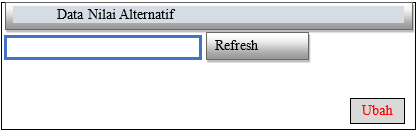 Data Nilai Alternatif
Refresh
Ubah